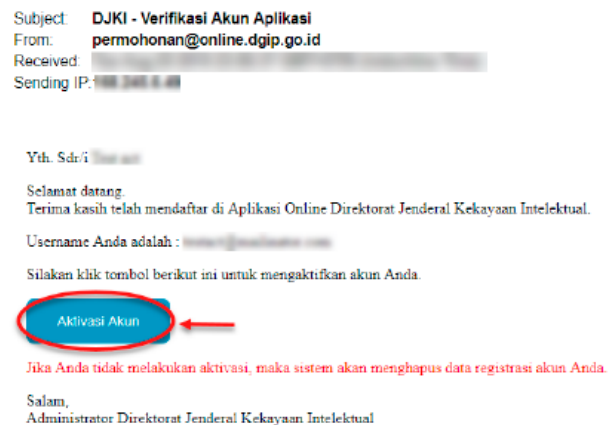 Subject: DJKI - Verifikasi Akun Aplikasi
From: permohonan@online.dgip.go.id
Received:
Sending IP:
Yth. Sdr/i
Selamat datang.
Terima kasih telah mendaftar di Aplikasi Online Direktorat Jenderal Kekayaan Intelektual.
Username Anda adalah :
Silakan klik tombol berikut ini untuk mengaktifkan akun Anda.
Aktivasi Akun
Jika Anda tidak melakukan aktivasi, maka sistem akan menghapus data registrasi akun Anda.
Salam,
Administrator Direktorat Jenderal Kekayaan Intelektual